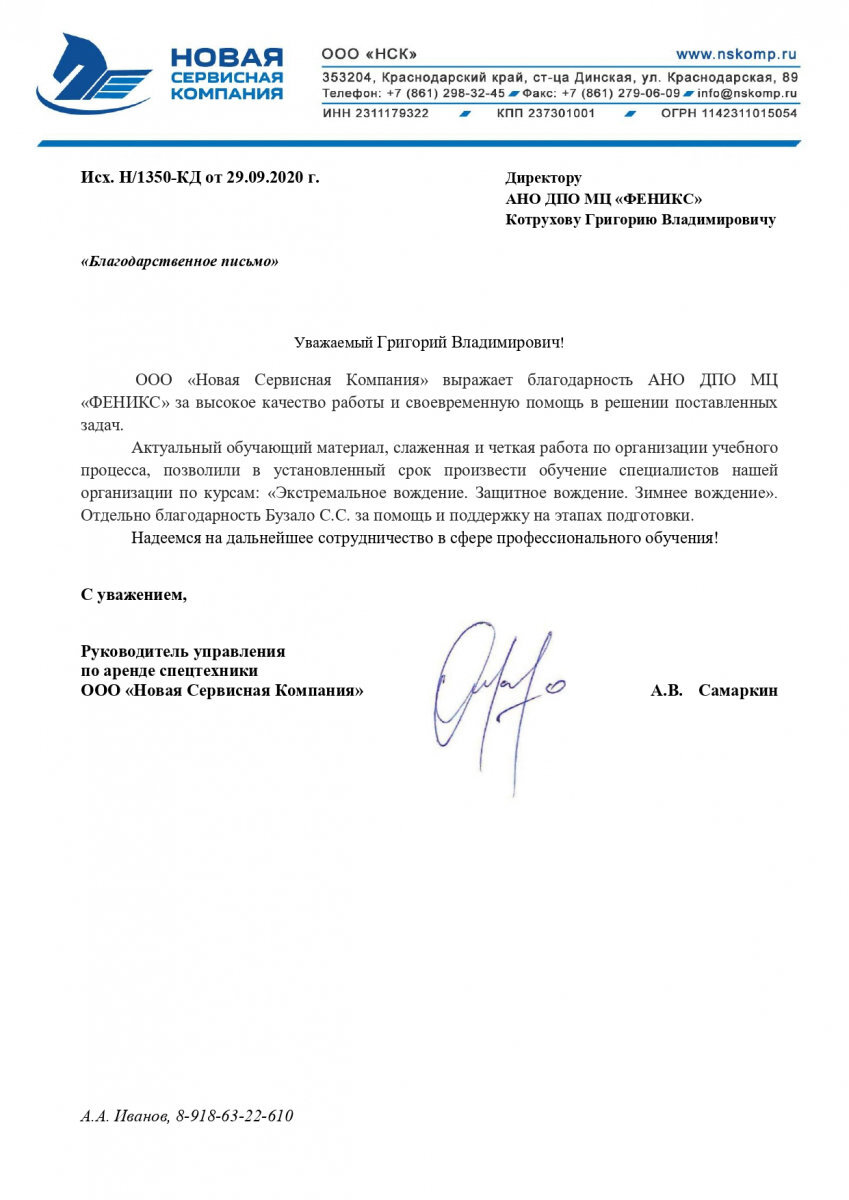 НОВАЯ
СЕРВИСНАЯ
КОМПАНИЯ
ООО «НСК» www.nskomp.ru
353204, Краснодарский край, ст-ца Динская, ул. Краснодарская, 89
Телефон: +7 (861) 298-32-45 Факс: +7 (861) 279-06-09 info@nskomp.ru
ИНН 2311179322 КПП 237301001 ОГРН 1142311015054
Исх. Н/1350-КД от 29.09.2020 г.
Директору
АНО ДПО МЦ «ФЕНИКС»
Котрухову Григорию Владимировичу
«Благодарственное письмо»
Уважаемый Григорий Владимирович!
ООО «Новая Сервисная Компания» выражает благодарность АНО ДПО МЦ
«ФЕНИКС» за высокое качество работы и своевременную помощь в решении поставленных
задач.
Актуальный обучающий материал, слаженная и четкая работа по организации учебного
процесса, позволили в установленный срок произвести обучение специалистов нашей
организации по курсам: «Экстремальное вождение. Защитное вождение. Зимнее вождение».
Отдельно благодарность Бузало С.С. за помощь и поддержку на этапах подготовки.
Надеемся на дальнейшее сотрудничество в сфере профессионального обучения!
С уважением,
Руководитель управления
по аренде спецтехники
ООО «Новая Сервисная Компания» А.В. Самаркин
А.А. Иванов, 8-918-63-22-610